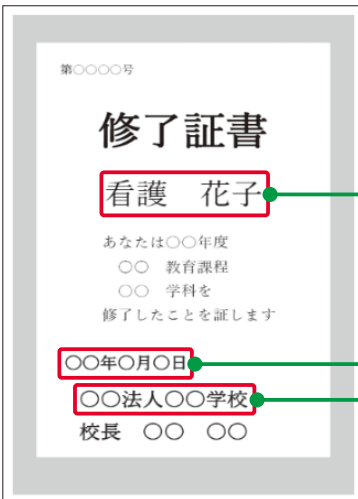 第○○○○号
修了証書
看護　花子
あなたは○○年度
○○　教育課程
○○　学科を
修了したことを証します
○○年○月○日
○○法人○○学校
校長　○○　○○